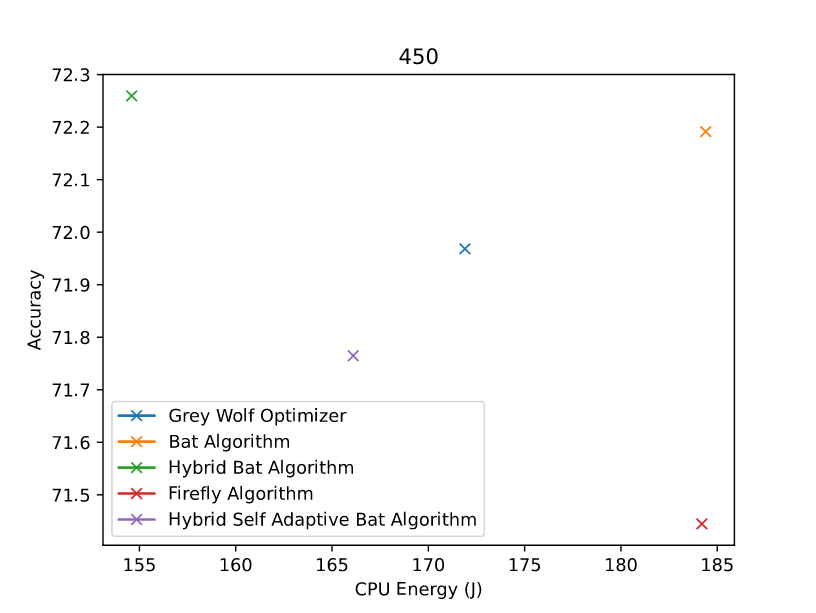 450
72.3
72.2
72.1
72.0
71.9
71.8
71.7
71.6
71.5
Accuracy
Grey Wolf Optimizer
Bat Algorithm
Hybrid Bat Algorithm
Firefly Algorithm
Hybrid Self Adaptive Bat Algorithm
155 160 165 170 175 180 185
CPU Energy (J)